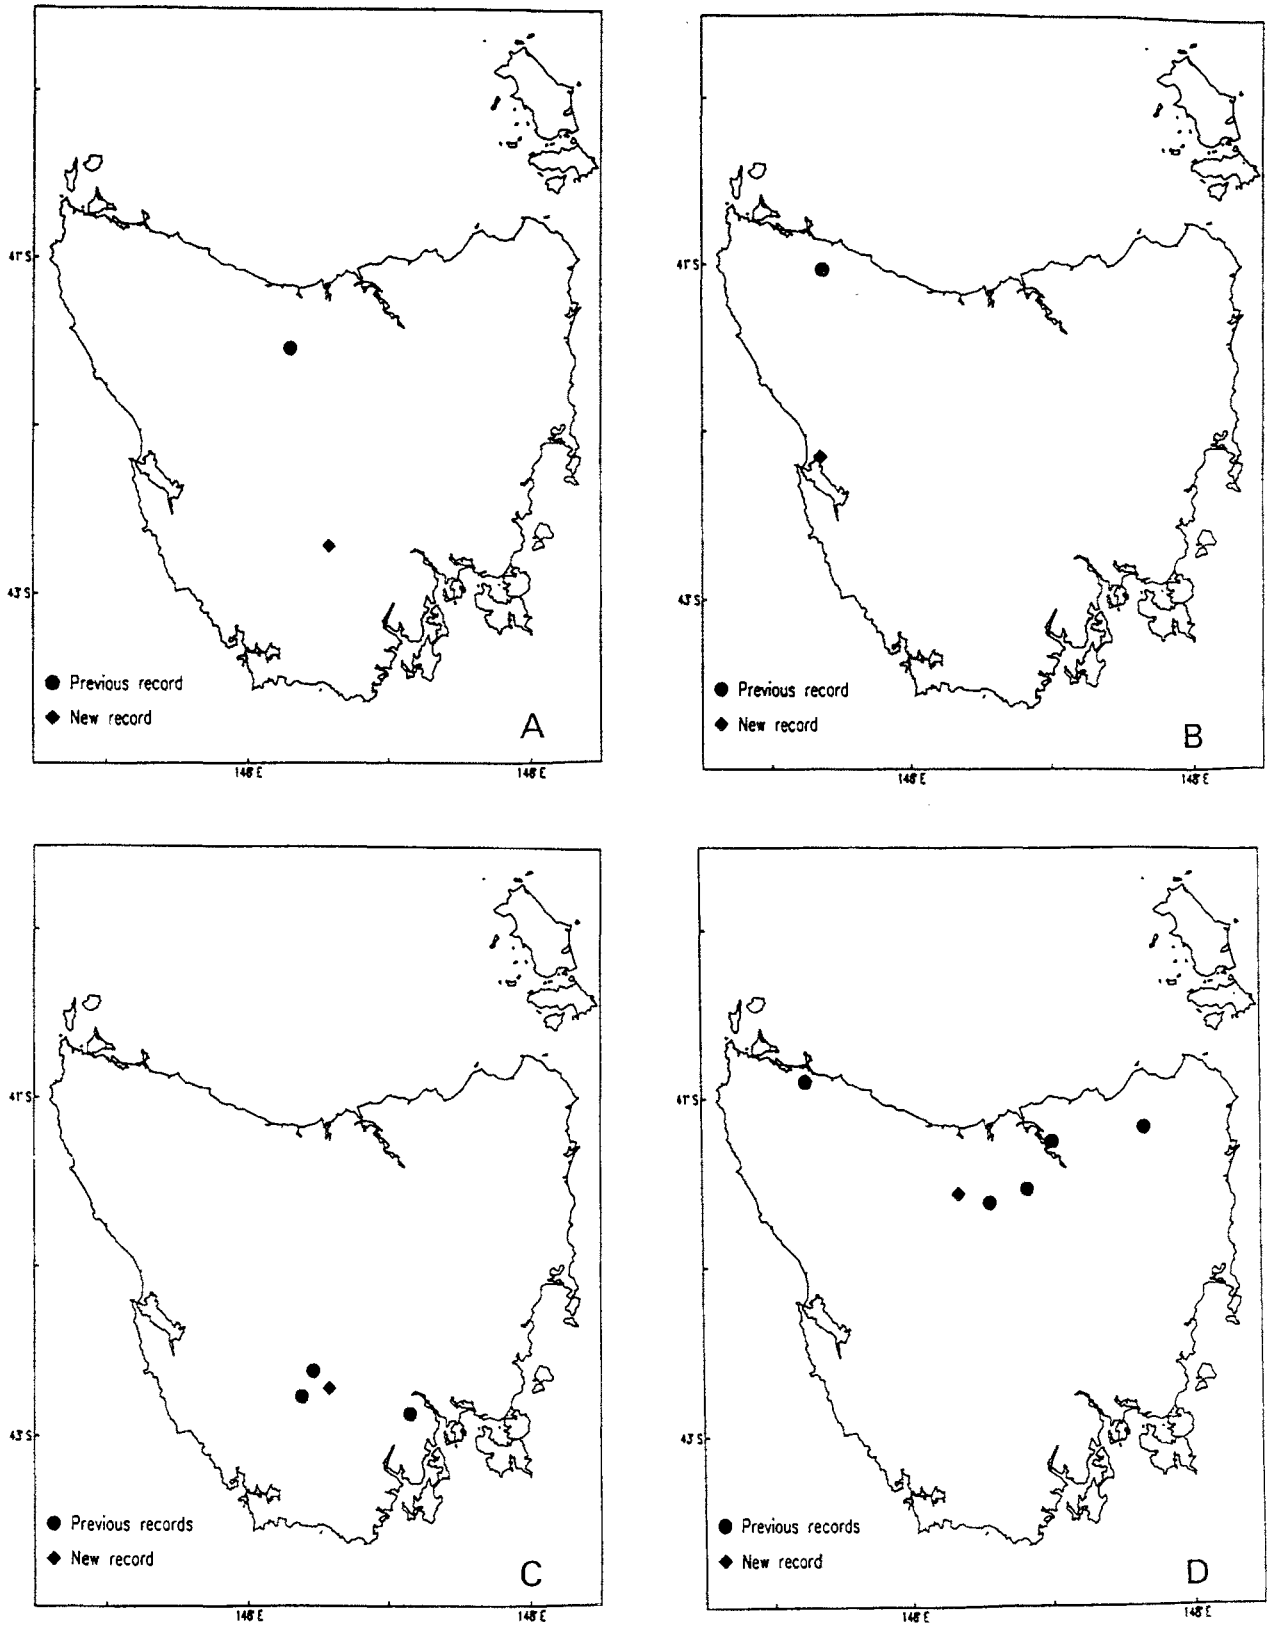 41°S
43°S
● Previous record
◆ New record
A
146°E 148°E
41°S
43°S
● Previous record
◆ New record
B
146°E 148°E
41°S
43°S
● Previous records
◆ New record
C
146°E 148°E
41°S
43°S
● Previous records
◆ New record
D
146°E 148°E